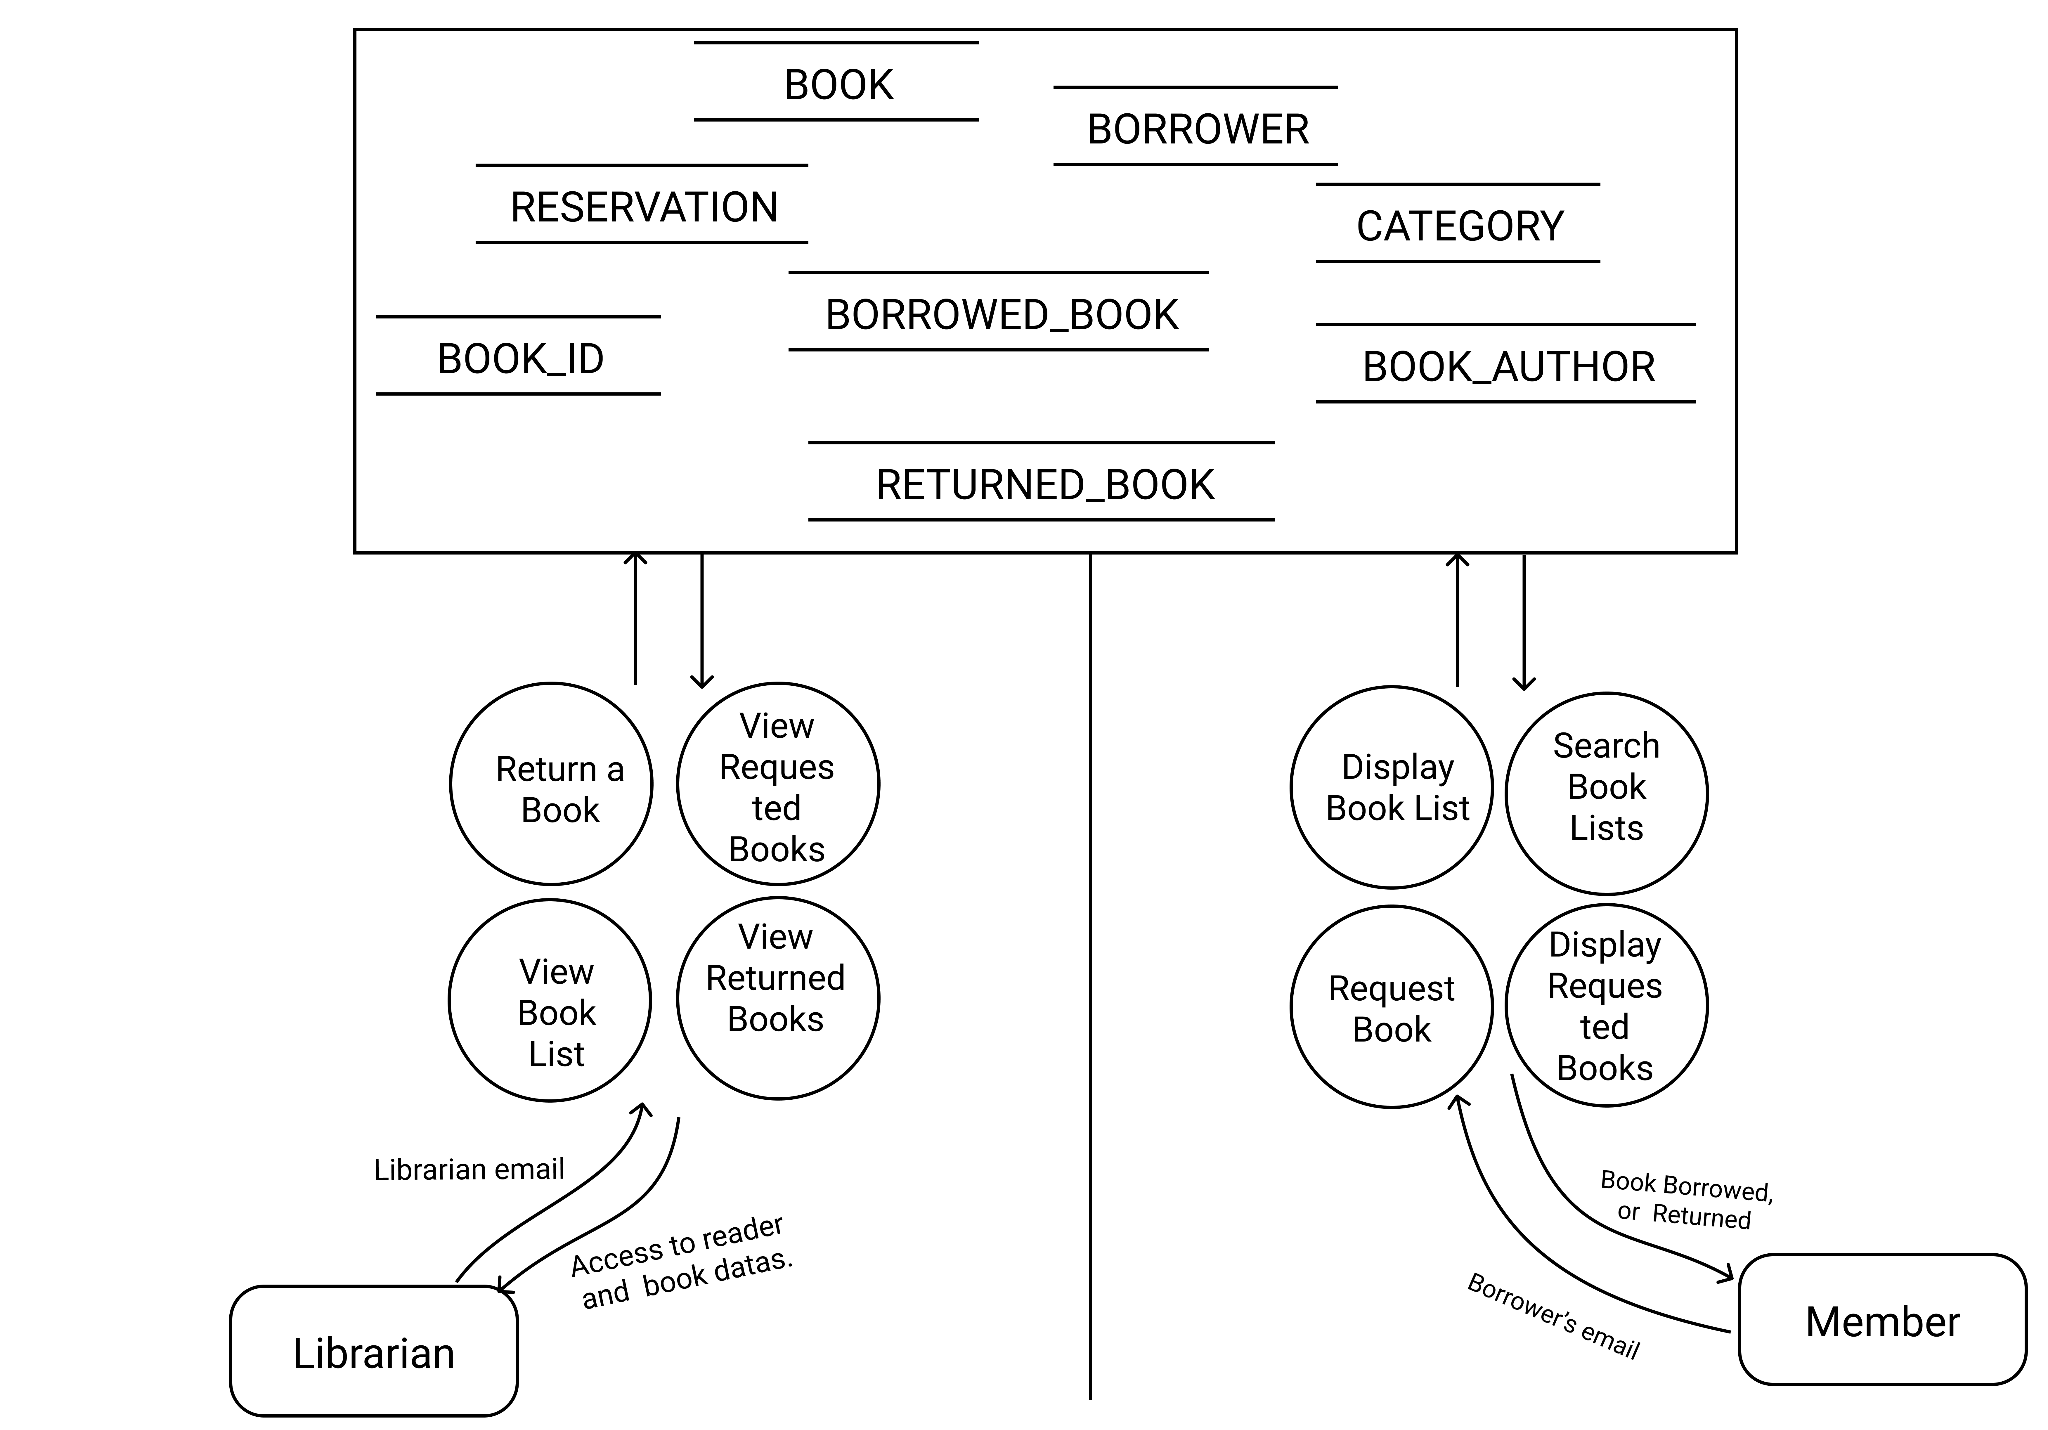 BOOK
BORROWER
RESERVATION
CATEGORY
BORROWED_BOOK
BOOK_ID
BOOK_AUTHOR
RETURNED_BOOK
Return a
Book
View
Reques
ted
Books
View
Book
List
View
Returned
Books
Display
Book List
Search
Book
Lists
Request
Book
Display
Reques
ted
Books
Librarian email
Access to reader
and book datas.
Librarian
Book Borrowed,
or Returned
Borrower's email
Member